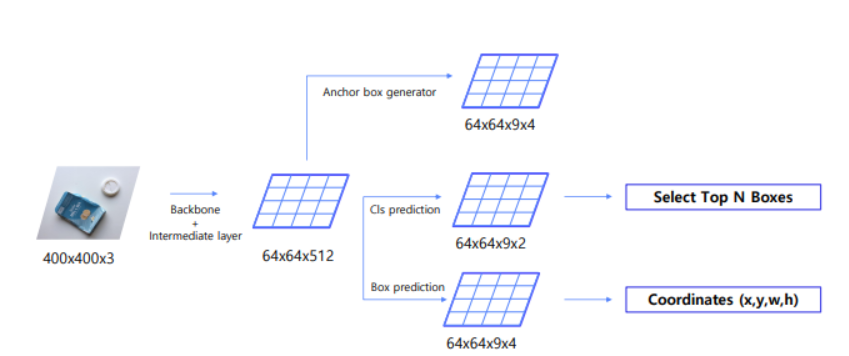 Anchor box generator
64x64x9x4
Backbone
+
Intermediate layer
400x400x3
64x64x512
Cls prediction
64x64x9x2
Select Top N Boxes
Box prediction
64x64x9x4
Coordinates (x,y,w,h)